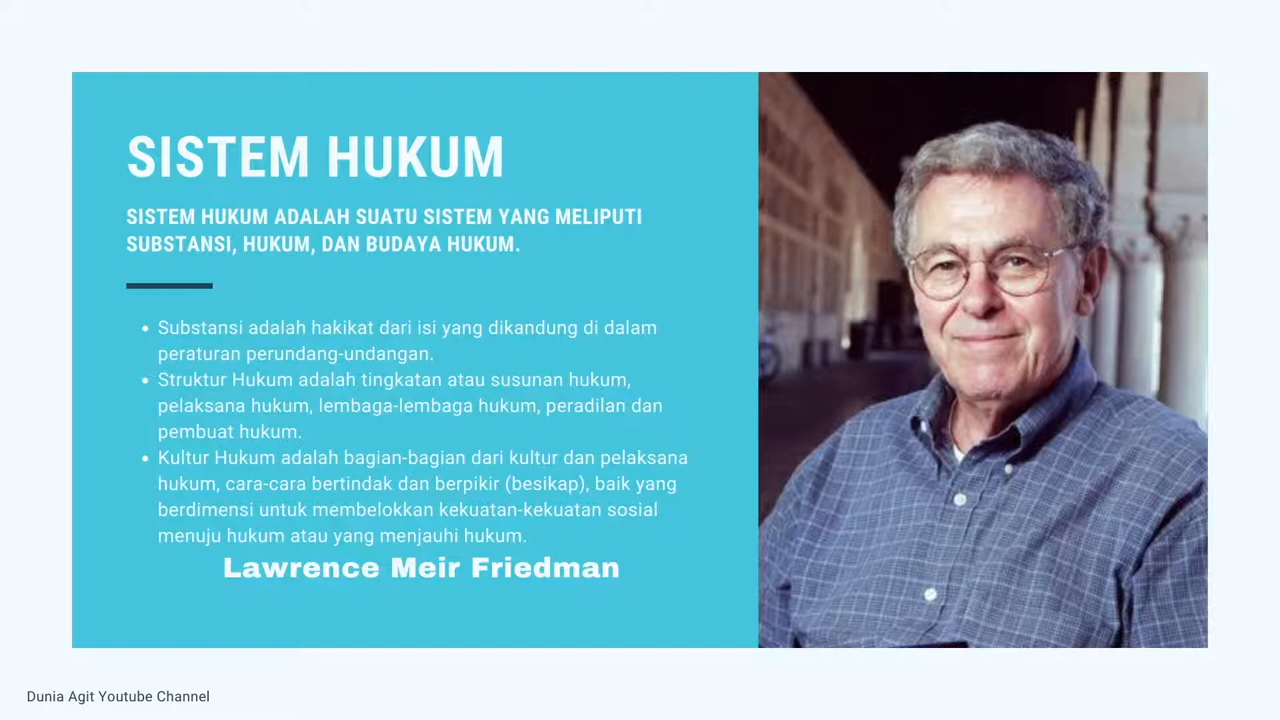 SISTEM HUKUM
SISTEM HUKUM ADALAH SUATU SISTEM YANG MELIPUTI
SUBSTANSI, HUKUM, DAN BUDAYA HUKUM.
• Substansi adalah hakikat dari isi yang dikandung di dalam
peraturan perundang-undangan.
• Struktur Hukum adalah tingkatan atau susunan hukum,
pelaksana hukum, lembaga-lembaga hukum, peradilan dan
pembuat hukum.
• Kultur Hukum adalah bagian-bagian dari kultur dan pelaksana
hukum, cara-cara bertindak dan berpikir (besikap), baik yang
berdimensi untuk membelokkan kekuatan-kekuatan sosial
menuju hukum atau yang menjauhi hukum.
Lawrence Meir Friedman
Dunia Agit Youtube Channel